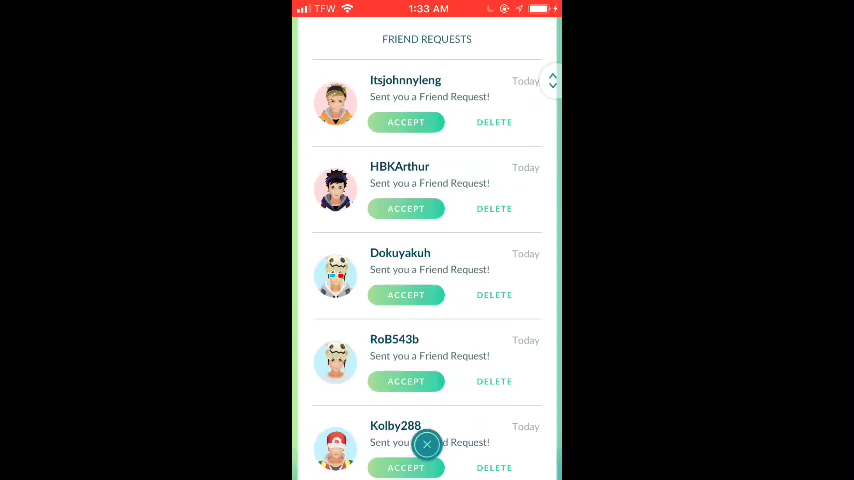 TFW 1:33 AM
FRIEND REQUESTS
Itsjohnnyleng Today
Sent you a Friend Request!
ACCEPT DELETE
HBKArthur Today
Sent you a Friend Request!
ACCEPT DELETE
Dokuyakuh Today
Sent you a Friend Request!
ACCEPT DELETE
RoB543b Today
Sent you a Friend Request!
ACCEPT DELETE
Kolby288 Today
Sent you d Request!
ACCEPT DELETE